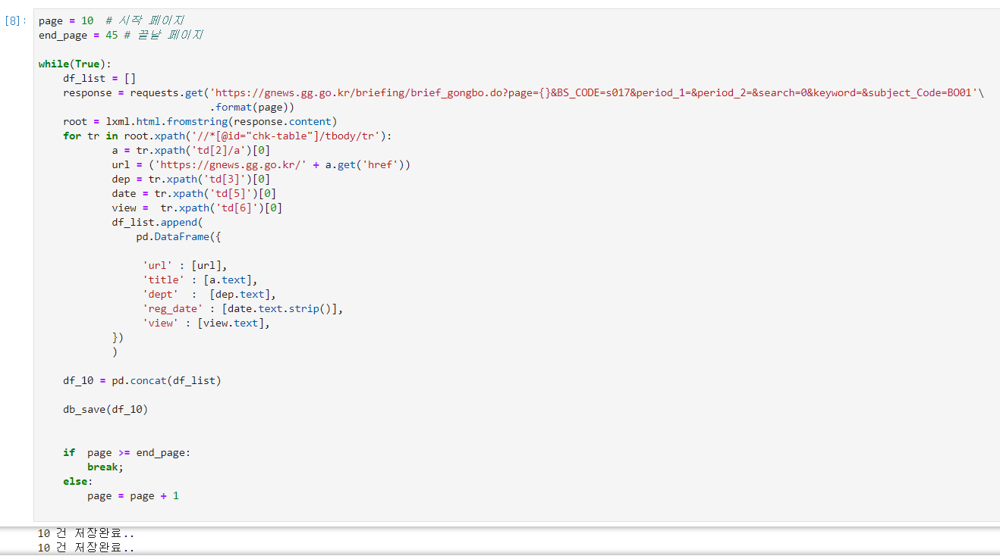 [8]: page = 10  # 시작 페이지
end_page = 45 # 끝날 페이지
while(True):
    df_list = []
    response = requests.get('https://gnews.gg.go.kr/briefing/brief_gongbo.do?page={}&BS_CODE=s017&period_1=&period_2=&search=0&keyword=&subject_Code=BO01'\
                            .format(page))
    root = lxml.html.fromstring(response.content)
    for tr in root.xpath('//*[@id="chk-table"]/tbody/tr'):
            a = tr.xpath('td[2]/a')[0]
            url = ('https://gnews.gg.go.kr/' + a.get('href'))
            dep = tr.xpath('td[3]')[0]
            date = tr.xpath('td[5]')[0]
            view =  tr.xpath('td[6]')[0]
            df_list.append(
                pd.DataFrame({
                 'url' : [url],
                 'title' : [a.text],
                 'dept'  :  [dep.text],
                 'reg_date' : [date.text.strip()],
                 'view' : [view.text],
            })
            )
    df_10 = pd.concat(df_list)
    db_save(df_10)
    if  page >= end_page:
        break;
    else:
        page = page + 1
10 건 저장완료..
10 건 저장완료..